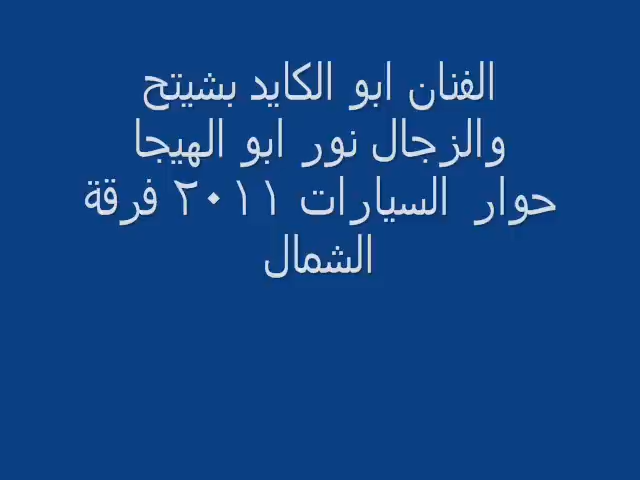 الفنان ابو الكايد بشيتح
والزجال نور ابو الهيجا
حوار السيارات ٢٠١١ فرقة
الشمال